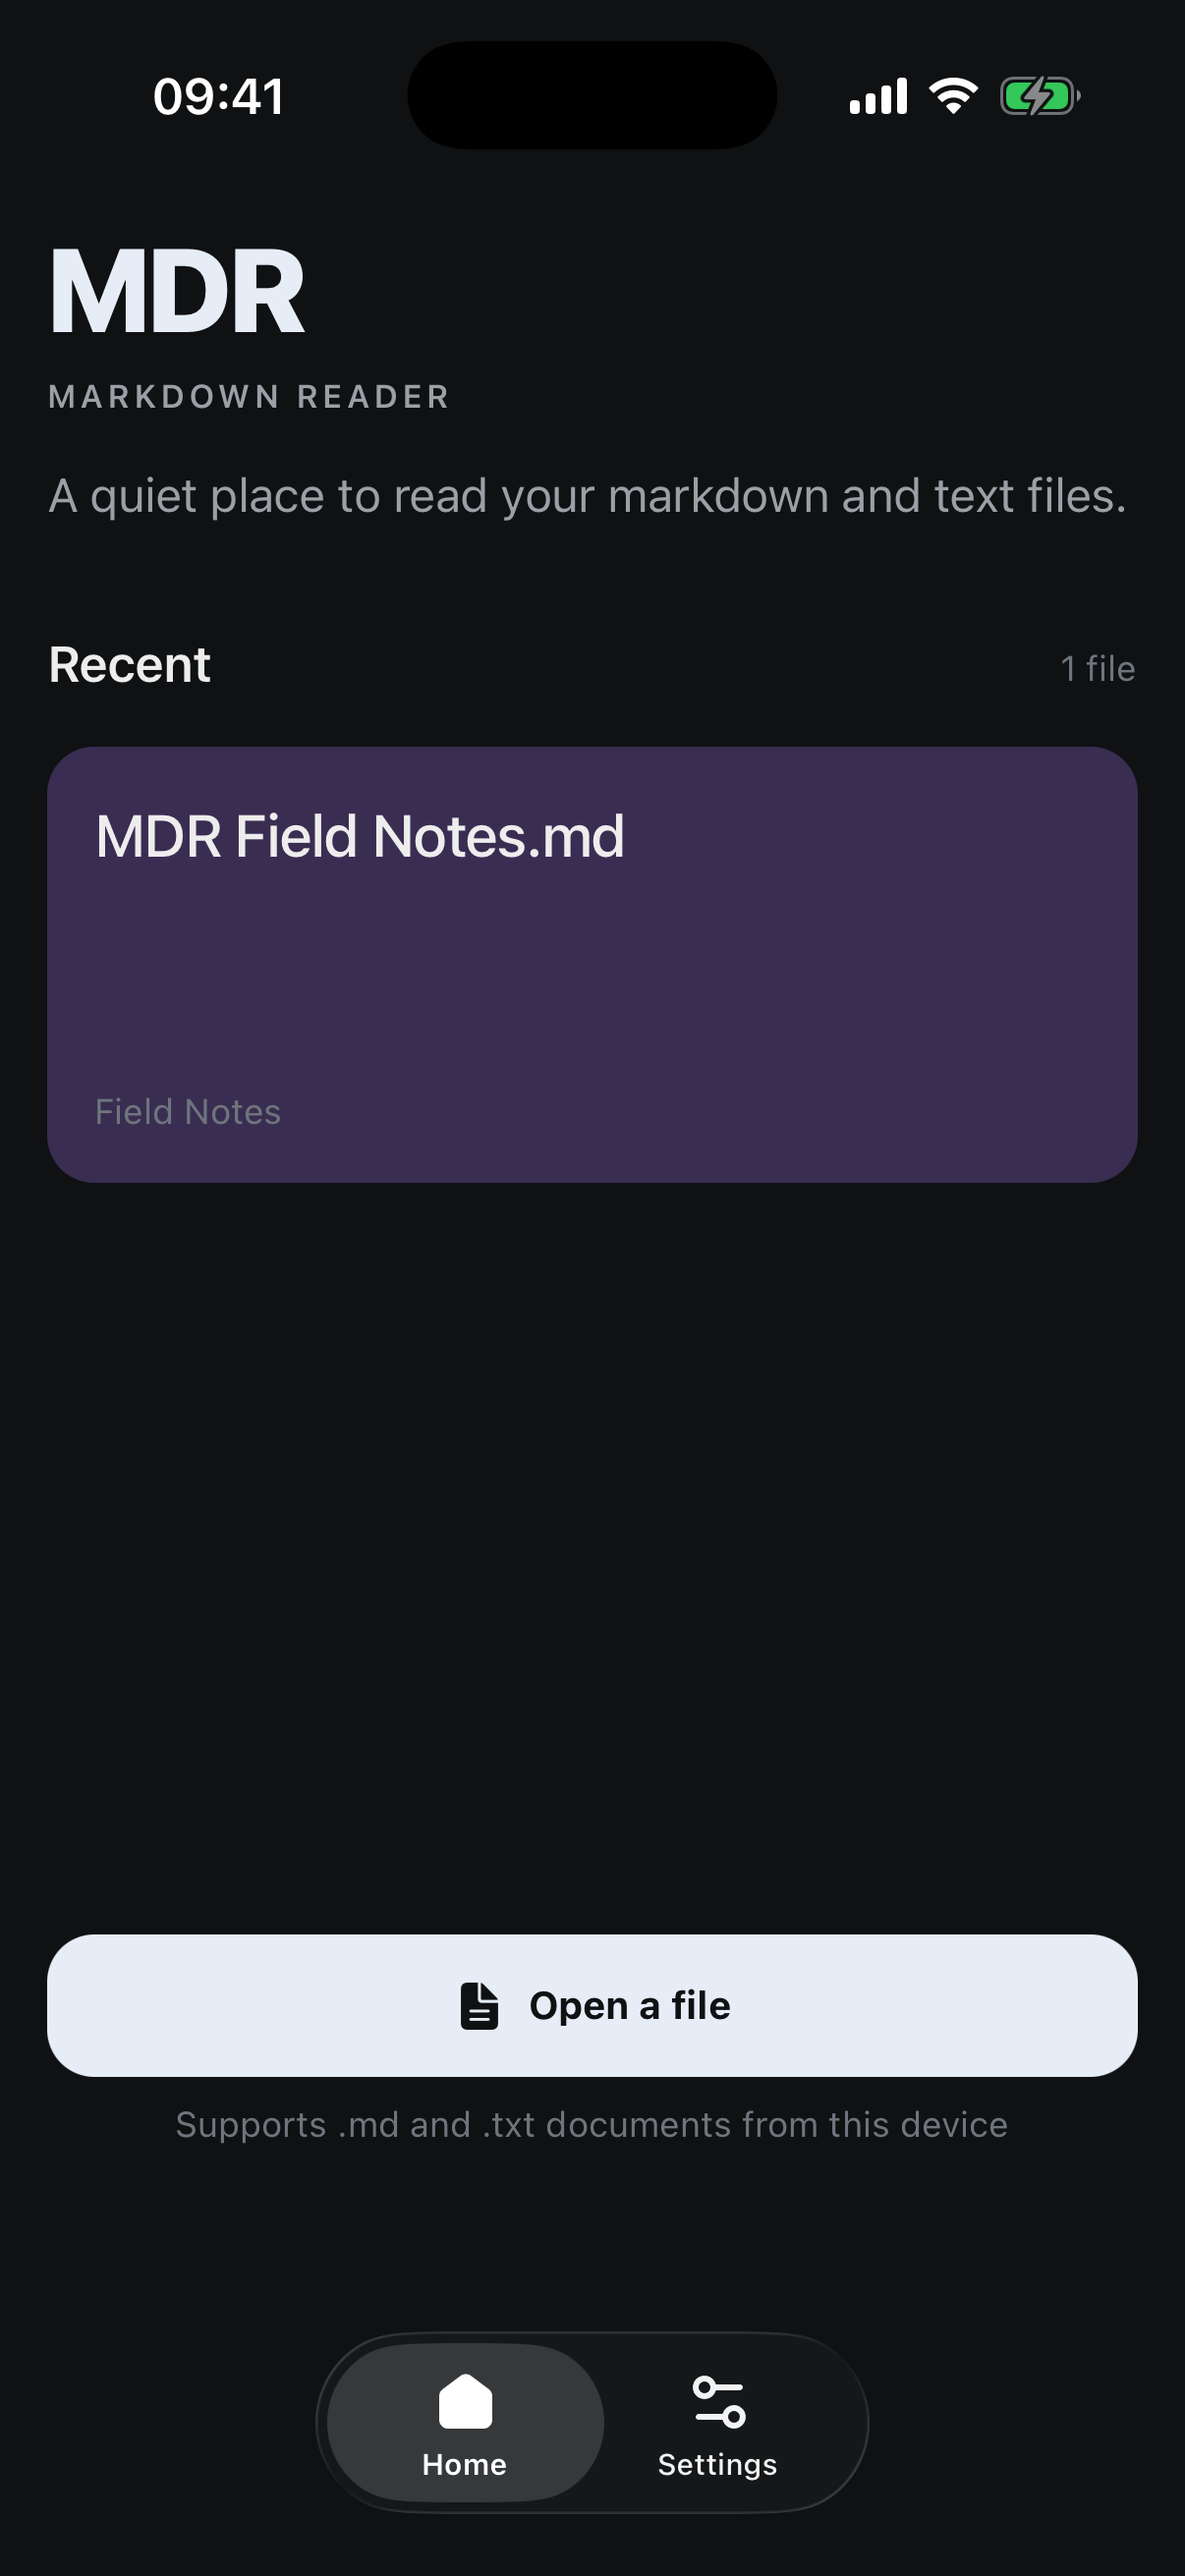 09:41
MDR
MARKDOWN READER
A quiet place to read your markdown and text files.
Recent
1 file
MDR Field Notes.md
Field Notes
Open a file
Supports .md and .txt documents from this device
Home
Settings